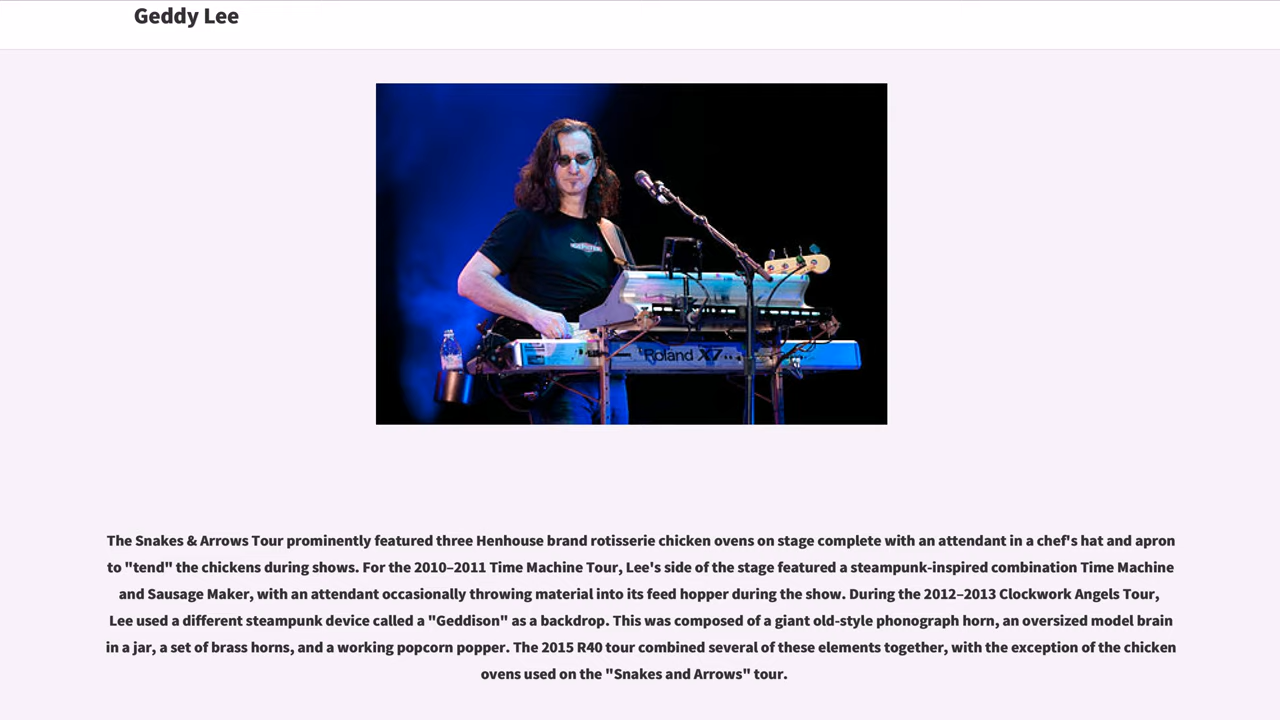 Geddy Lee
Roland X7
The Snakes & Arrows Tour prominently featured three Henhouse brand rotisserie chicken ovens on stage complete with an attendant in a chef's hat and apron
to "tend" the chickens during shows. For the 2010–2011 Time Machine Tour, Lee's side of the stage featured a steampunk-inspired combination Time Machine
and Sausage Maker, with an attendant occasionally throwing material into its feed hopper during the show. During the 2012–2013 Clockwork Angels Tour,
Lee used a different steampunk device called a "Geddison" as a backdrop. This was composed of a giant old-style phonograph horn, an oversized model brain
in a jar, a set of brass horns, and a working popcorn popper. The 2015 R40 tour combined several of these elements together, with the exception of the chicken
ovens used on the "Snakes and Arrows" tour.